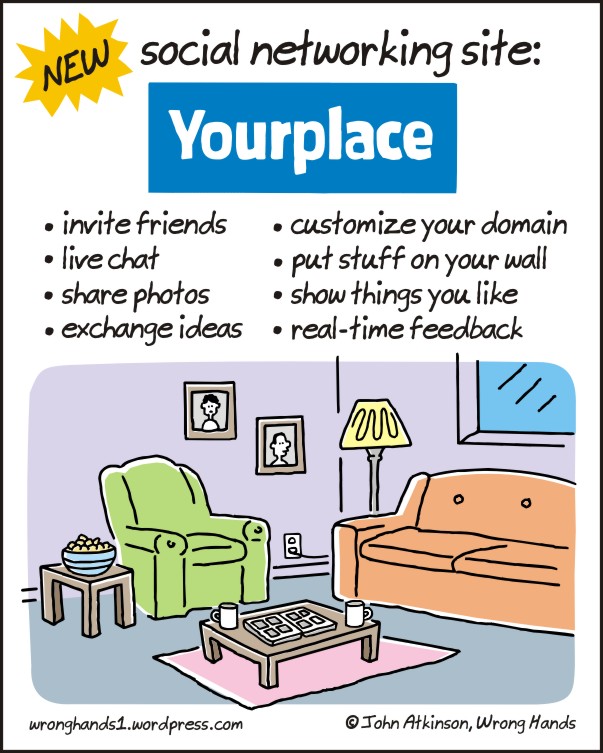 NEW
social networking site:
Yourplace
• invite friends
• live chat
• share photos
• exchange ideas
• customize your domain
• put stuff on your wall
• show things you like
• real-time feedback
wronghands1.wordpress.com
© John Atkinson, Wrong Hands